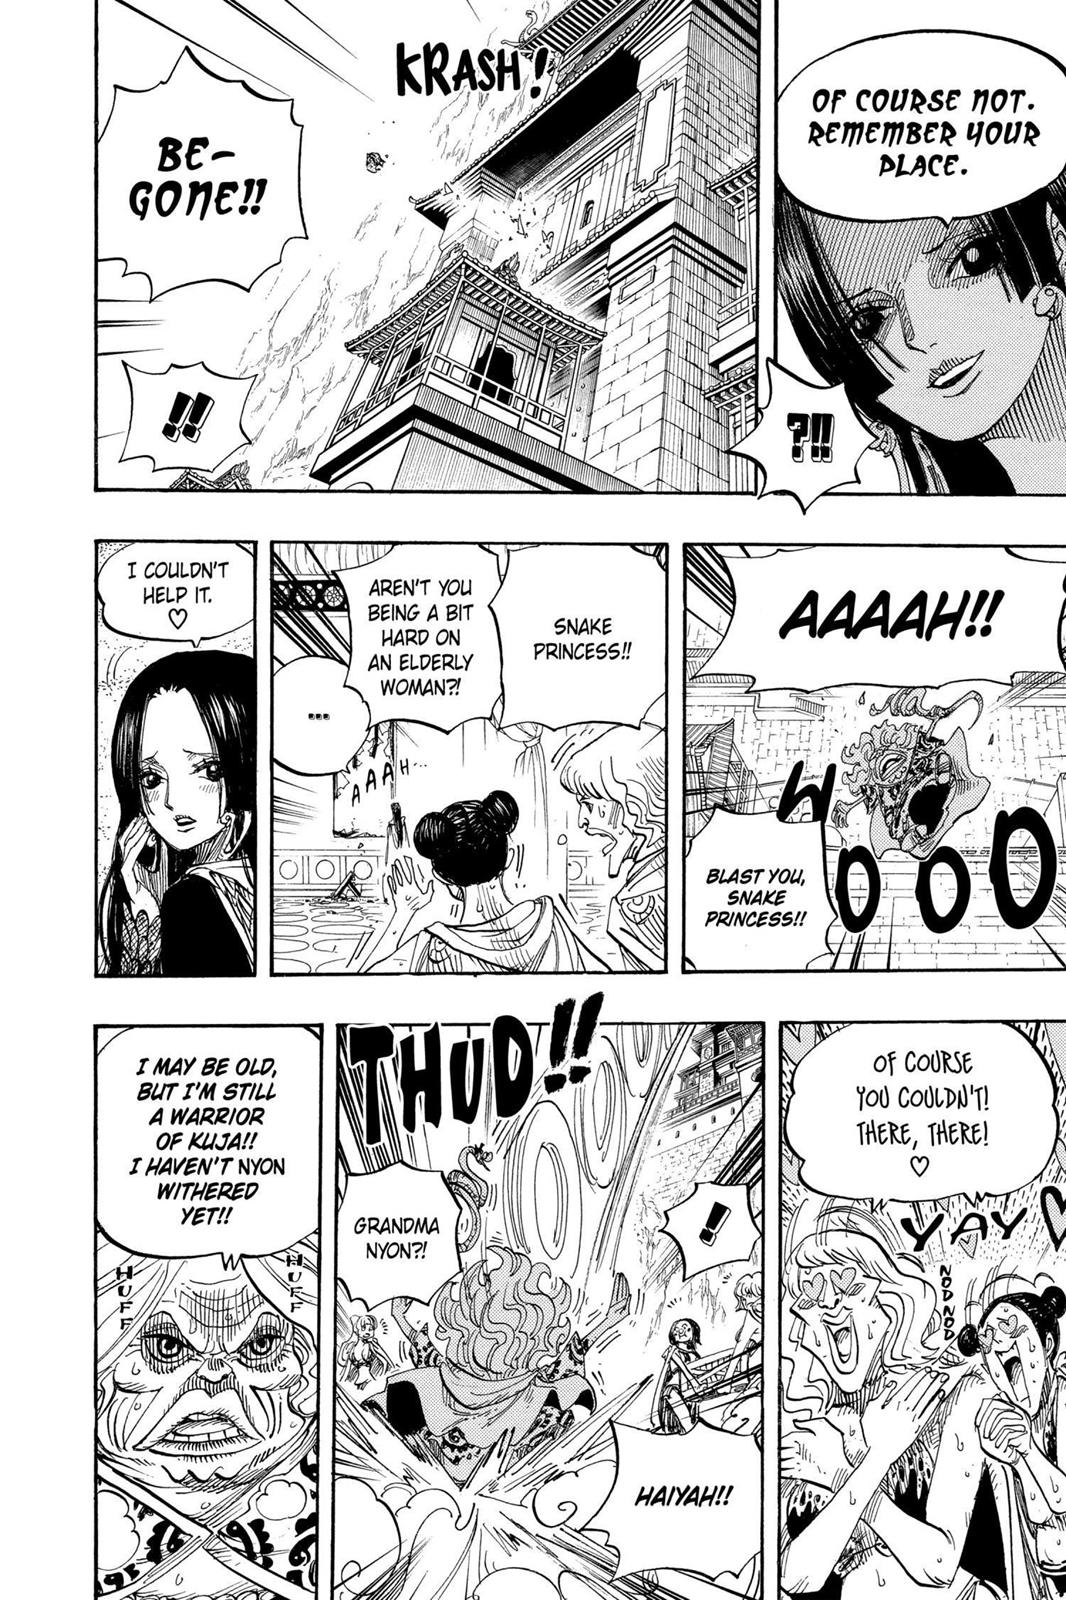 OF COURSE NOT.
REMEMBER YOUR
PLACE.
?!!
KRASH!
BE-
GONE!!
!!
AAAAH!!
BLAST YOU,
SNAKE
PRINCESS!!
WOOO
SNAKE
PRINCESS!!
AREN'T YOU
BEING A BIT
HARD ON
AN ELDERLY
WOMAN?!
...
AAAH...
I COULDN'T
HELP IT.
♡
OF COURSE
YOU COULDN'T!
THERE, THERE!
♡
YAY♡
NOD NOD
THUD!!
!
GRANDMA
NYON?!
HAIYAH!!
I MAY BE OLD,
BUT I'M STILL
A WARRIOR
OF KUJA!!
I HAVEN'T NYON
WITHERED
YET!!
HUFF
HUFF